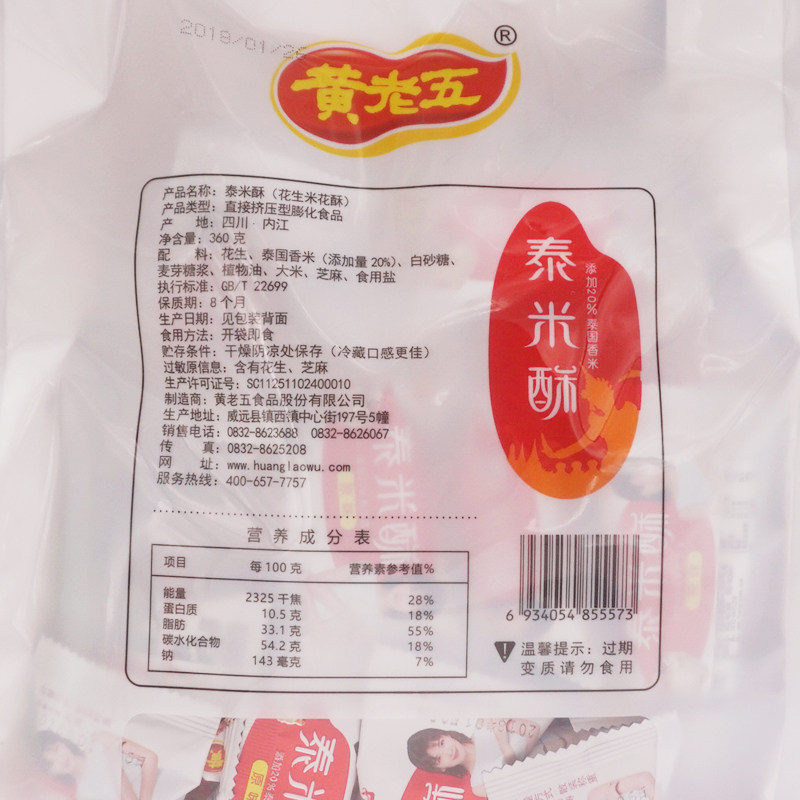 2018/01/26
黄老五®
产品名称：泰米酥（花生米花酥）
产品类型：直接挤压型膨化食品
产 地：四川·内江
净含量：360 克
配 料：花生、泰国香米（添加量 20%）、白砂糖、
麦芽糖浆、植物油、大米、芝麻、食用盐
执行标准：GB/T 22699
保质期：8 个月
生产日期：见包装背面
食用方法：开袋即食
贮存条件：干燥阴凉处保存（冷藏口感更佳）
过敏原信息：含有花生、芝麻
生产许可证号：SC11251102400010
制造商：黄老五食品股份有限公司
生产地址：威远县镇西镇中心街197号5幢
销售电话：0832-8623688 0832-8626067
传 真：0832-8625208
网 址：www.huanglaowu.com
服务热线：400-657-7757
泰米酥
添加20%泰国香米
营养成分表
项目 每 100 克 营养素参考值%
能量 2325 千焦 28%
蛋白质 10.5 克 18%
脂肪 33.1 克 55%
碳水化合物 54.2 克 18%
钠 143 毫克 7%
6 934054 855573
温馨提示：过期
变质请勿食用
泰米酥
泰米
添加20%
原